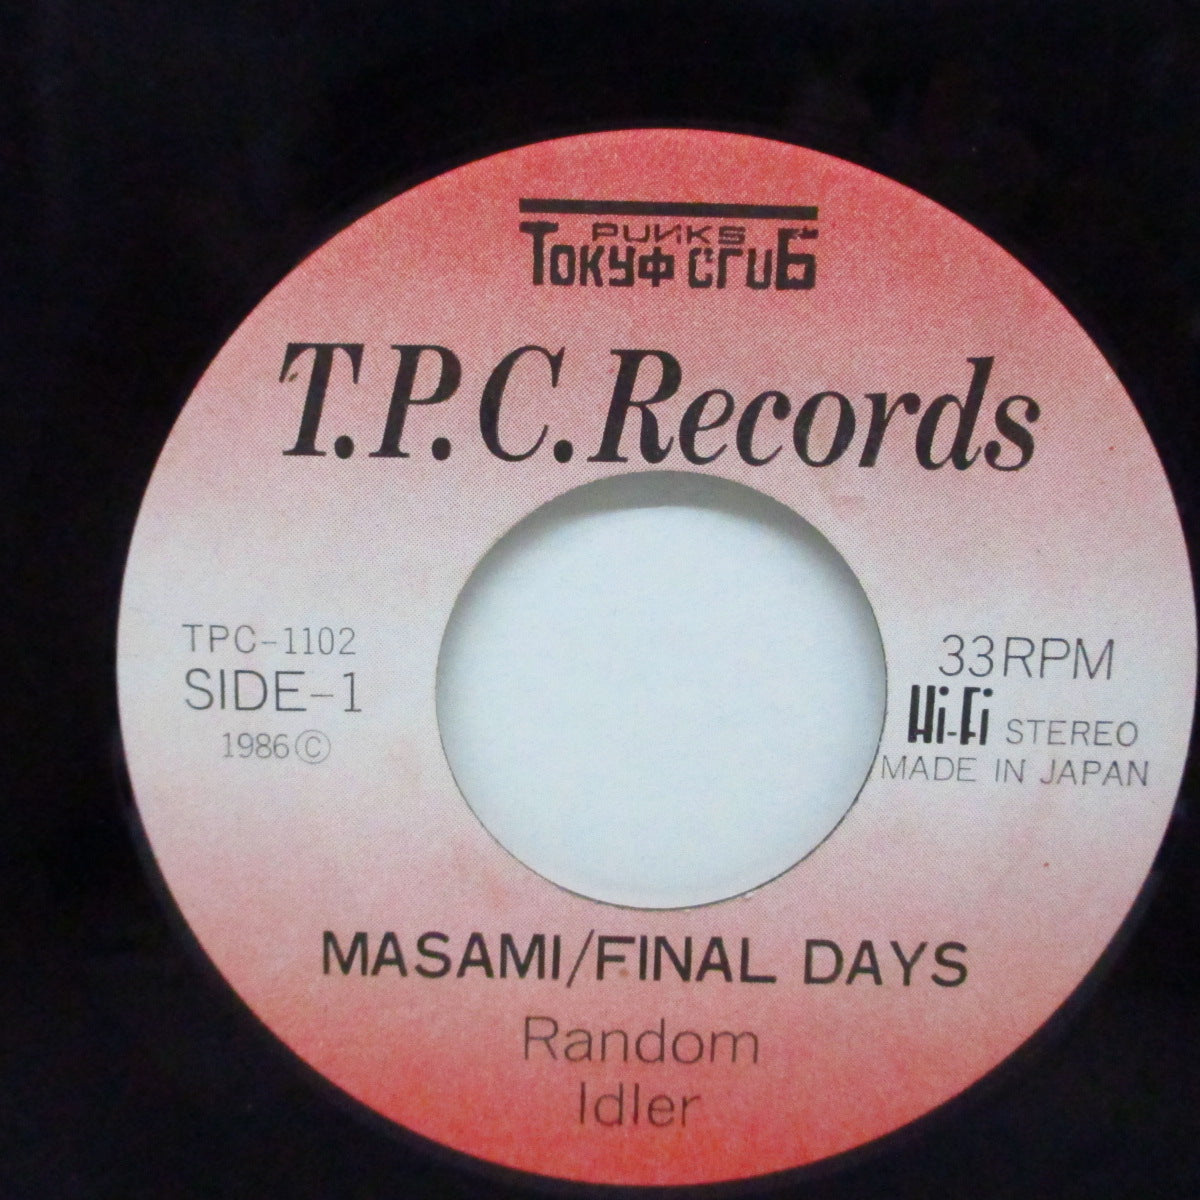 PUNKS
TOKYO CLUB
T.P.C. Records
TPC-1102
SIDE-1
1986©
33RPM
Hi-Fi STEREO
MADE IN JAPAN
MASAMI/FINAL DAYS
Random
Idler